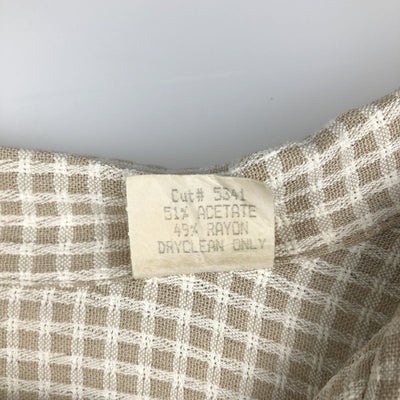 Cut# 5341
51% ACETATE
49% RAYON
DRYCLEAN ONLY